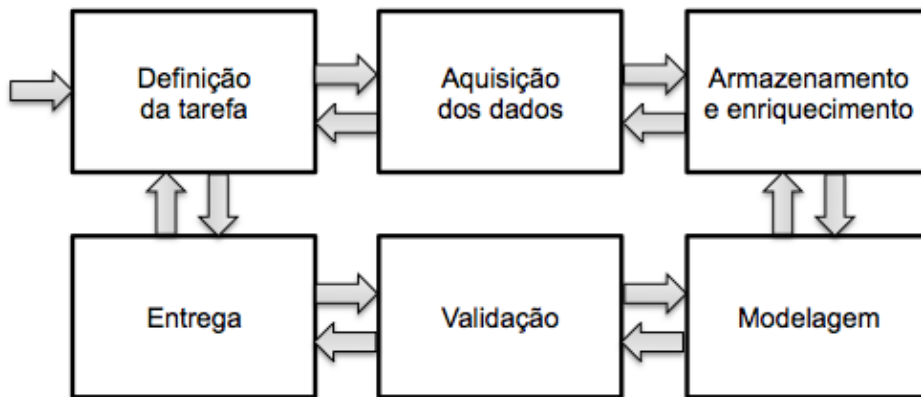 Definição
da tarefa
Aquisição
dos dados
Armazenamento
e enriquecimento
Entrega
Validação
Modelagem